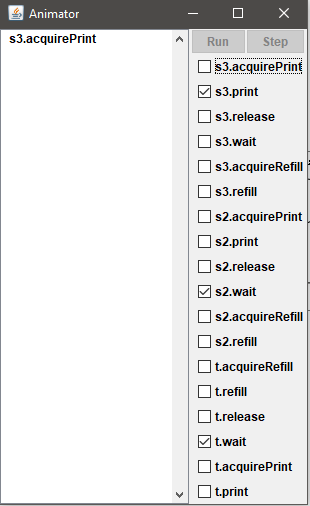 Animator
s3.acquirePrint
Run Step
s3.acquirePrint
s3.print
s3.release
s3.wait
s3.acquireRefill
s3.refill
s2.acquirePrint
s2.print
s2.release
s2.wait
s2.acquireRefill
s2.refill
t.acquireRefill
t.refill
t.release
t.wait
t.acquirePrint
t.print